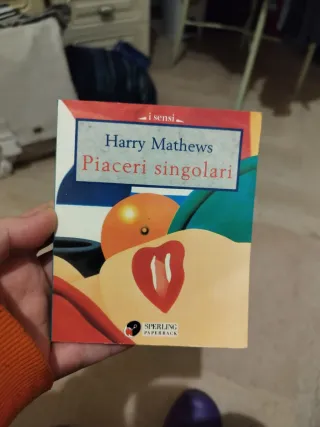 i sensi
Harry Mathews
Piaceri singolari
SPERLING
PAPERBACK